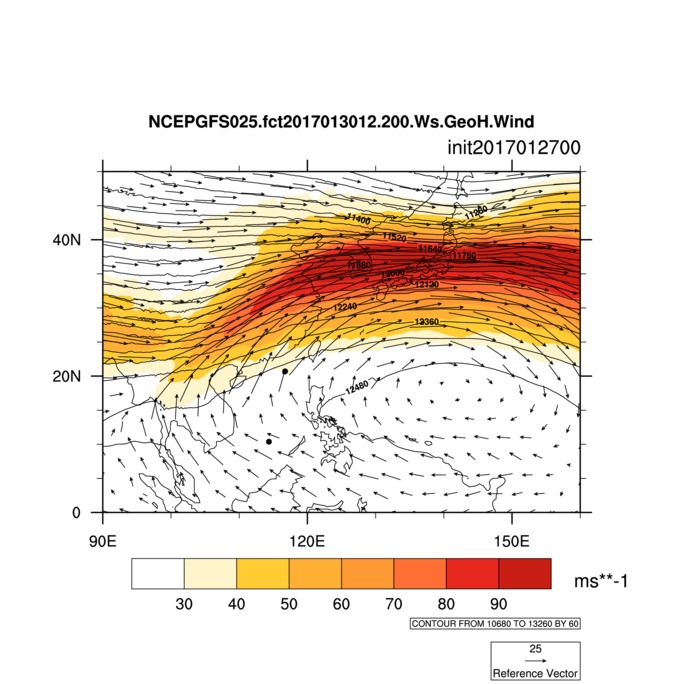 NCEPGFS025.fct2017013012.200.Ws.GeoH.Wind
init2017012700
11280
11400
11520
40N
11640
11760
11880
12000
12120
12240
12360
20N
12480
0
90E 120E 150E
30 40 50 60 70 80 90 ms**-1
CONTOUR FROM 10680 TO 13260 BY 60
25
Reference Vector